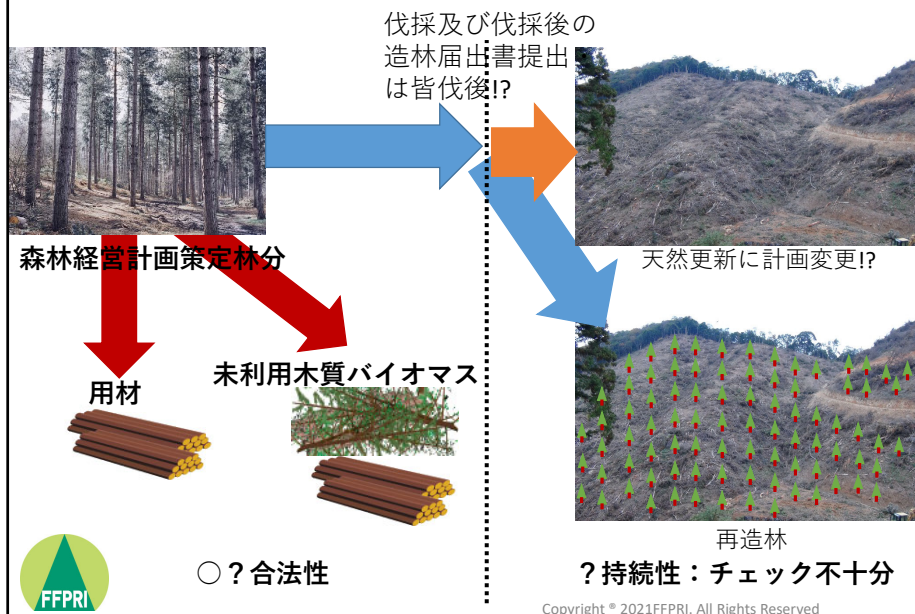 伐採及び伐採後の
造林届出書提出
は皆伐後!?
森林経営計画策定林分
天然更新に計画変更!?
用材
未利用木質バイオマス
再造林
○？合法性
？持続性：チェック不十分
FFPRI
Copyright ® 2021FFPRI, All Rights Reserved